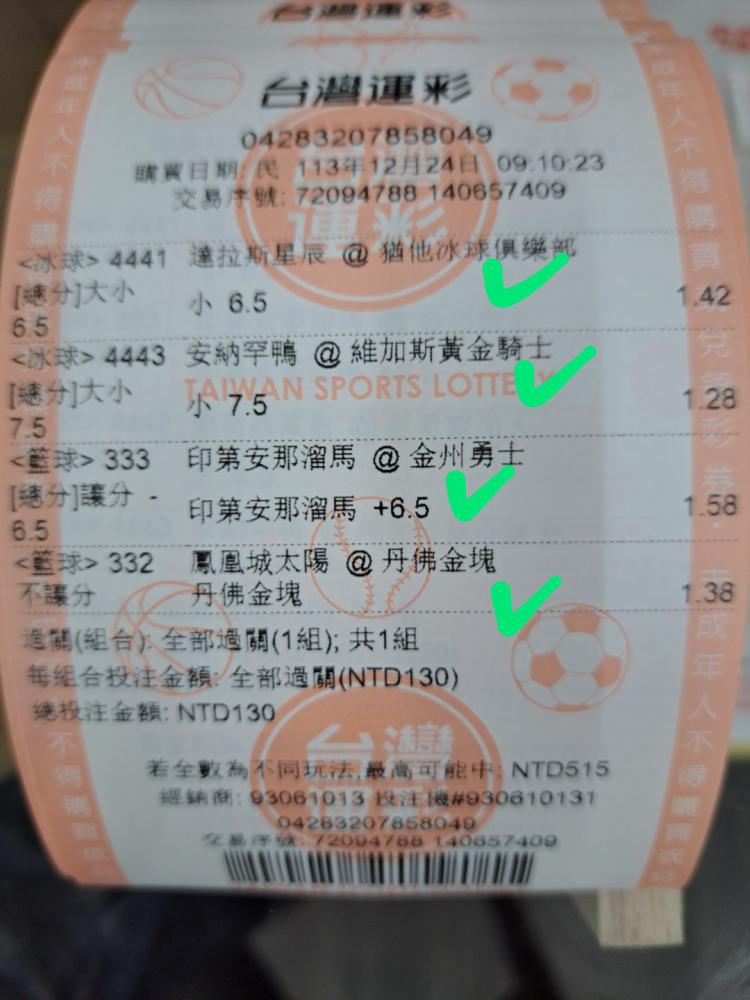 台灣運彩
台灣運彩
04283207858049
購買日期: 民 113年12月24日 09:10:23
交易序號: 72094788 140657409
<冰球> 4441 達拉斯星辰 @ 猶他冰球俱樂部
[總分]大小 6.5 小 6.5 1.42
<冰球> 4443 安納罕鴨 @ 維加斯黃金騎士
TAIWAN SPORTS LOTTERY
[總分]大小 7.5 小 7.5 1.28
<籃球> 333 印第安那溜馬 @ 金州勇士
[總分]讓分 - 6.5 印第安那溜馬 +6.5 1.58
<籃球> 332 鳳凰城太陽 @ 丹佛金塊
不讓分 丹佛金塊 1.38
過關(組合): 全部過關(1組); 共1組
每組合投注金額: 全部過關(NTD130)
總投注金額: NTD130
若全數為不同玩法,最高可能中: NTD515
經銷商: 93061013 投注機#930610131
04283207858049
交易序號: 72094788 140657409
未成年人不得購